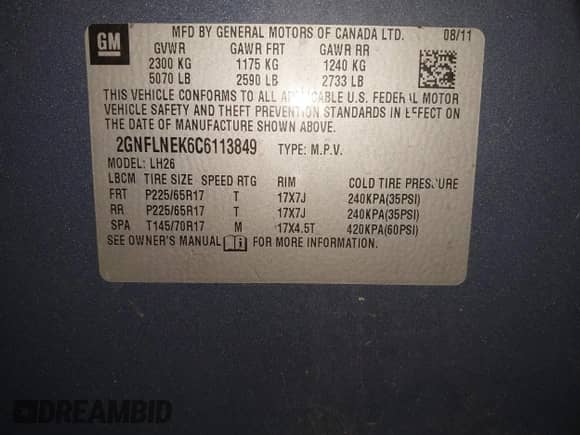 GM
MFD BY GENERAL MOTORS OF CANADA LTD. 08/11
GVWR GAWR FRT GAWR RR
2300 KG 1175 KG 1240 KG
5070 LB 2590 LB 2733 LB
THIS VEHICLE CONFORMS TO ALL APPLICABLE U.S. FEDERAL MOTOR
VEHICLE SAFETY AND THEFT PREVENTION STANDARDS IN EFFECT ON
THE DATE OF MANUFACTURE SHOWN ABOVE.
2GNFLNEK6C6113849 TYPE: M.P.V.
MODEL: LH26
LBCM TIRE SIZE SPEED RTG RIM COLD TIRE PRESSURE
FRT P225/65R17 T 17X7J 240KPA(35PSI)
RR P225/65R17 T 17X7J 240KPA(35PSI)
SPA T145/70R17 M 17X4.5T 420KPA(60PSI)
SEE OWNER'S MANUAL FOR MORE INFORMATION.
DREAMBID